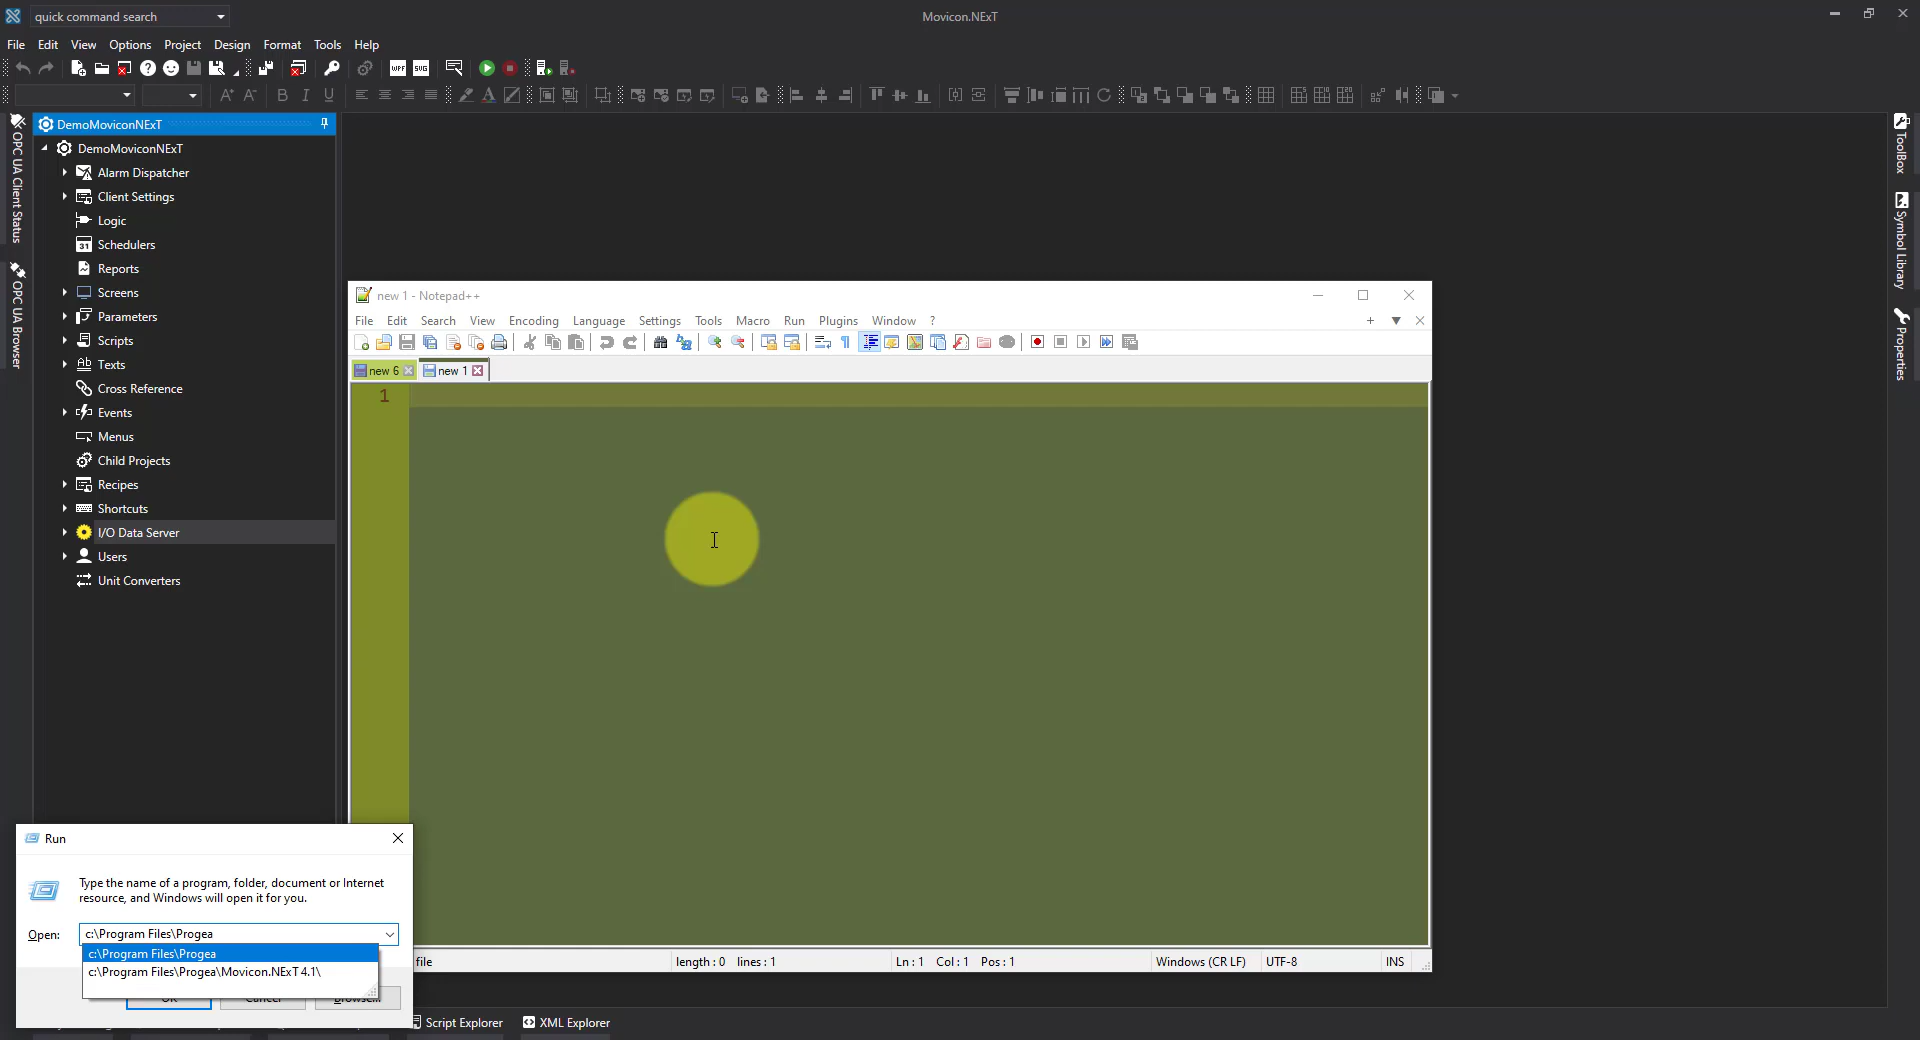 quick command search
Movicon.NExT
File Edit View Options Project Design Format Tools Help
WPF SVG
B I U
OPC UA Client Status
OPC UA Browser
DemoMoviconNExT
DemoMoviconNExT
Alarm Dispatcher
Client Settings
Logic
Schedulers
Reports
Screens
Parameters
Scripts
Texts
Cross Reference
Events
Menus
Child Projects
Recipes
Shortcuts
I/O Data Server
Users
Unit Converters
ToolBox
Symbol Library
Properties
new 1 - Notepad++
File Edit Search View Encoding Language Settings Tools Macro Run Plugins Window ?
new 6 new 1
1
file length : 0 lines : 1 Ln : 1 Col : 1 Pos : 1 Windows (CR LF) UTF-8 INS
Run
Type the name of a program, folder, document or Internet
resource, and Windows will open it for you.
Open: c:\Program Files\Progea
c:\Program Files\Progea
c:\Program Files\Progea\Movicon.NExT 4.1\
OK Cancel Browse...
Script Explorer XML Explorer